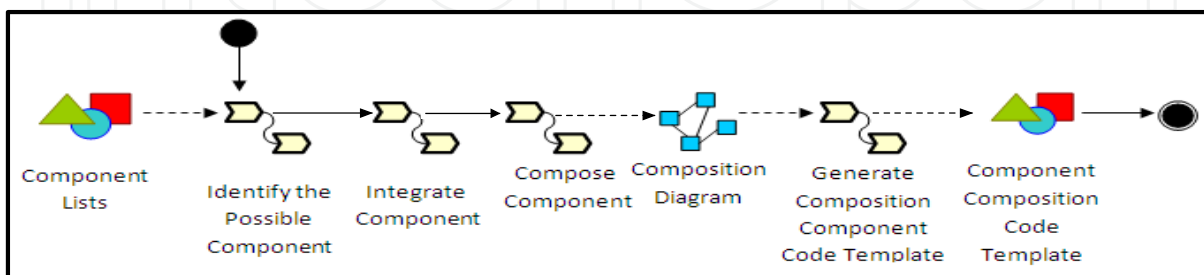 Component
Lists
Identify the
Possible
Component
Integrate
Component
Compose
Component
Composition
Diagram
Generate
Composition
Component
Code Template
Component
Composition
Code
Template